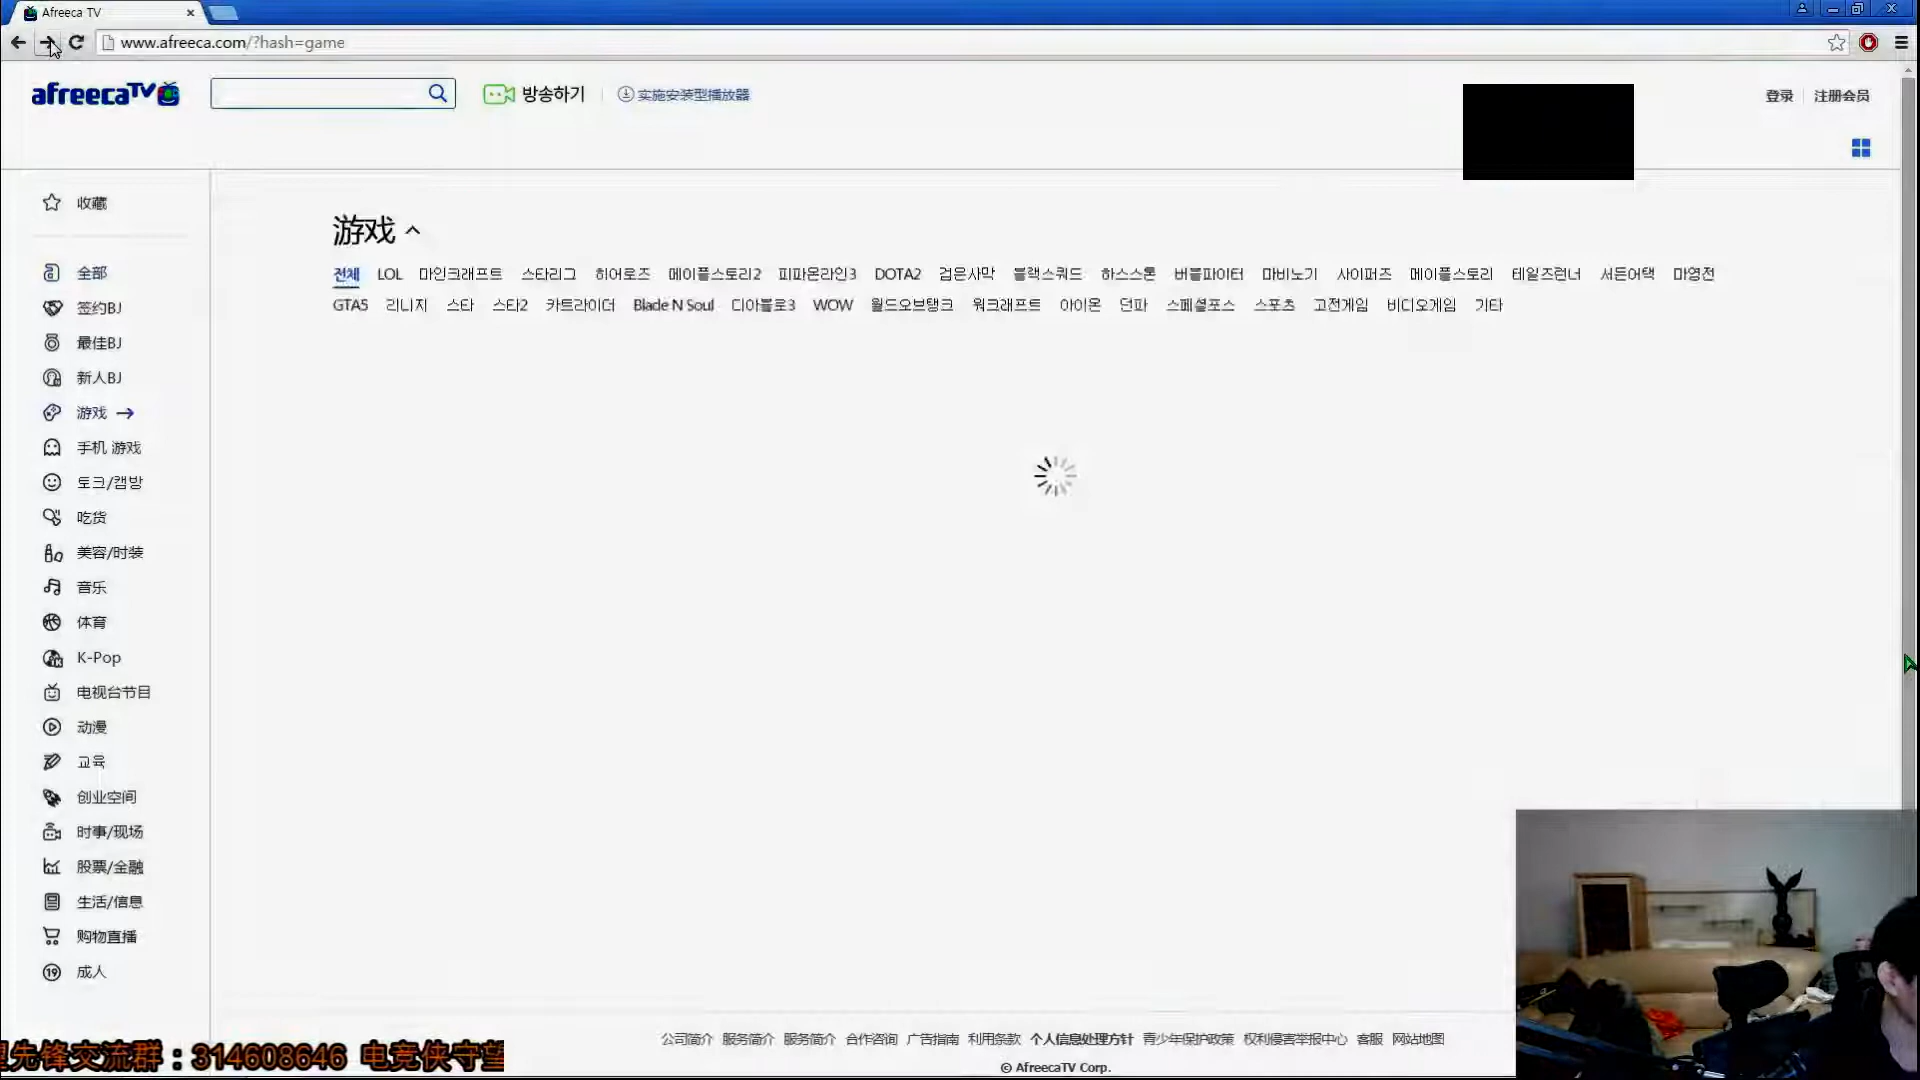 Afreeca TV
www.afreeca.com/?hash=game
afreecaTV
방송하기
实施安装型播放器
登录
注册会员
收藏
全部
签约BJ
最佳BJ
新人BJ
游戏
手机 游戏
토크/캠방
吃货
美容/时装
音乐
体育
K-Pop
电视台节目
动漫
교육
创业空间
时事/现场
股票/金融
生活/信息
购物直播
19 成人
游戏
전체 LOL 마인크래프트 스타리그 히어로즈 메이플스토리2 피파온라인3 DOTA2 검은사막 블랙스쿼드 하스스톤 버블파이터 마비노기 사이퍼즈 메이플스토리 테일즈런너 서든어택 마영전
GTA5 리니지 스타 스타2 카트라이더 Blade N Soul 디아블로3 WOW 월드오브탱크 워크래프트 아이온 던파 스페셜포스 스포츠 고전게임 비디오게임 기타
公司简介 服务简介 服务简介 合作咨询 广告指南 利用条款 个人信息处理方针 青少年保护政策 权利侵害举报中心 客服 网站地图
© AfreecaTV Corp.
先锋交流群：314608646 电竞侠守望